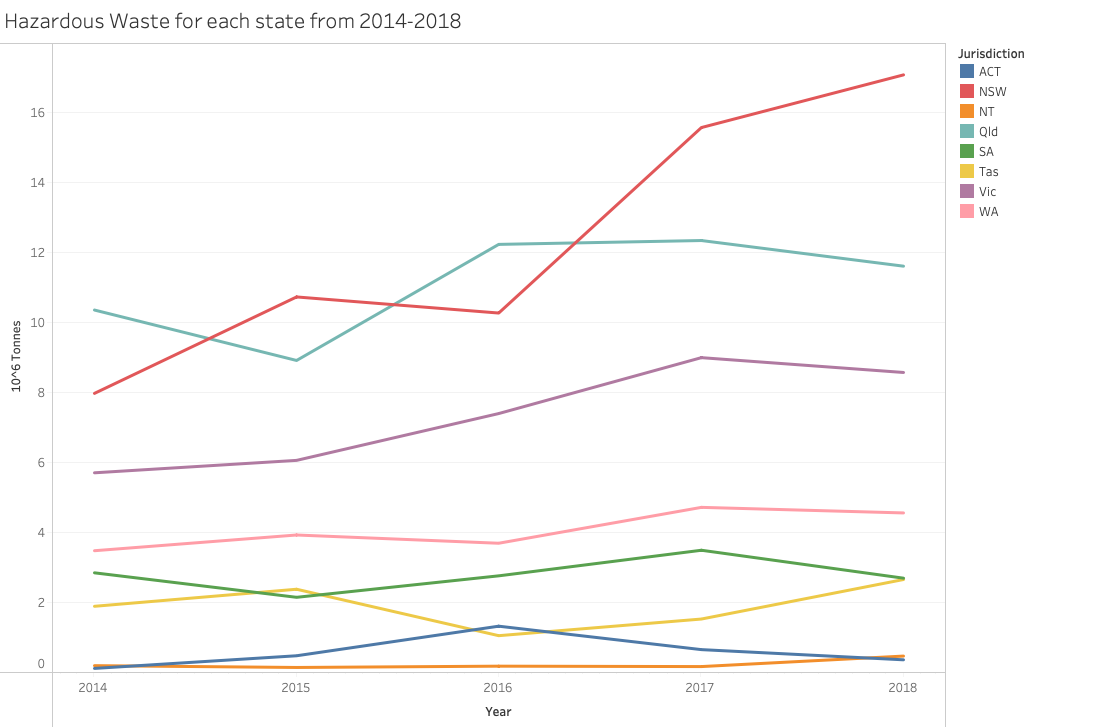 Hazardous Waste for each state from 2014-2018
Jurisdiction
ACT
NSW
NT
Qld
SA
Tas
Vic
WA
16
14
12
10
8
6
4
2
0
10^6 Tonnes
2014 2015 2016 2017 2018
Year